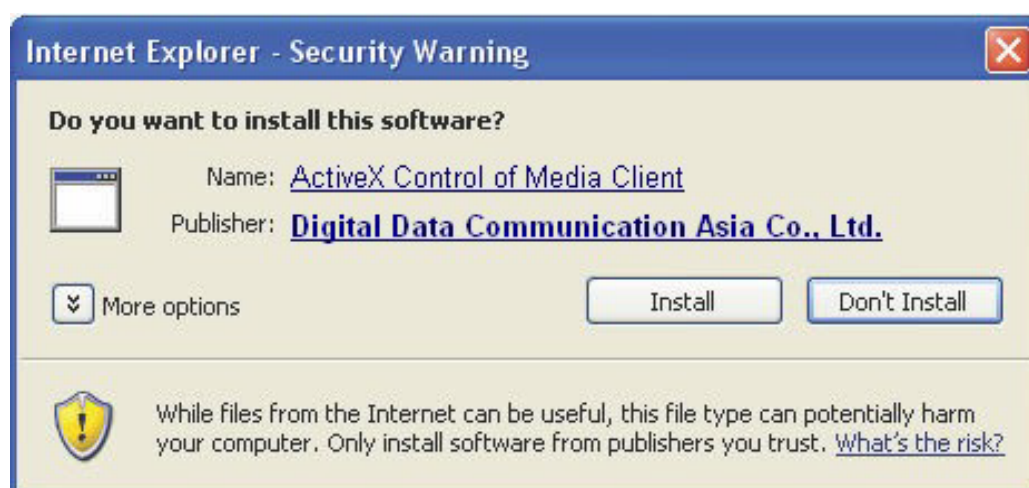 Internet Explorer - Security Warning
Do you want to install this software?
Name: ActiveX Control of Media Client
Publisher: Digital Data Communication Asia Co., Ltd.
More options
Install
Don't Install
While files from the Internet can be useful, this file type can potentially harm
your computer. Only install software from publishers you trust. What's the risk?